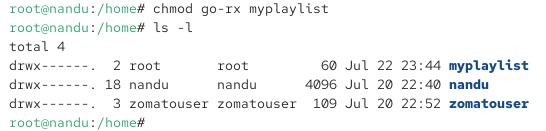 root@nandu:/home# chmod go-rx myplaylist
root@nandu:/home# ls -l
total 4
drwx------.  2 root      root        60 Jul 22 23:44 myplaylist
drwx------. 18 nandu     nandu     4096 Jul 20 22:40 nandu
drwx------.  3 zomatouser zomatouser  109 Jul 20 22:52 zomatouser
root@nandu:/home#